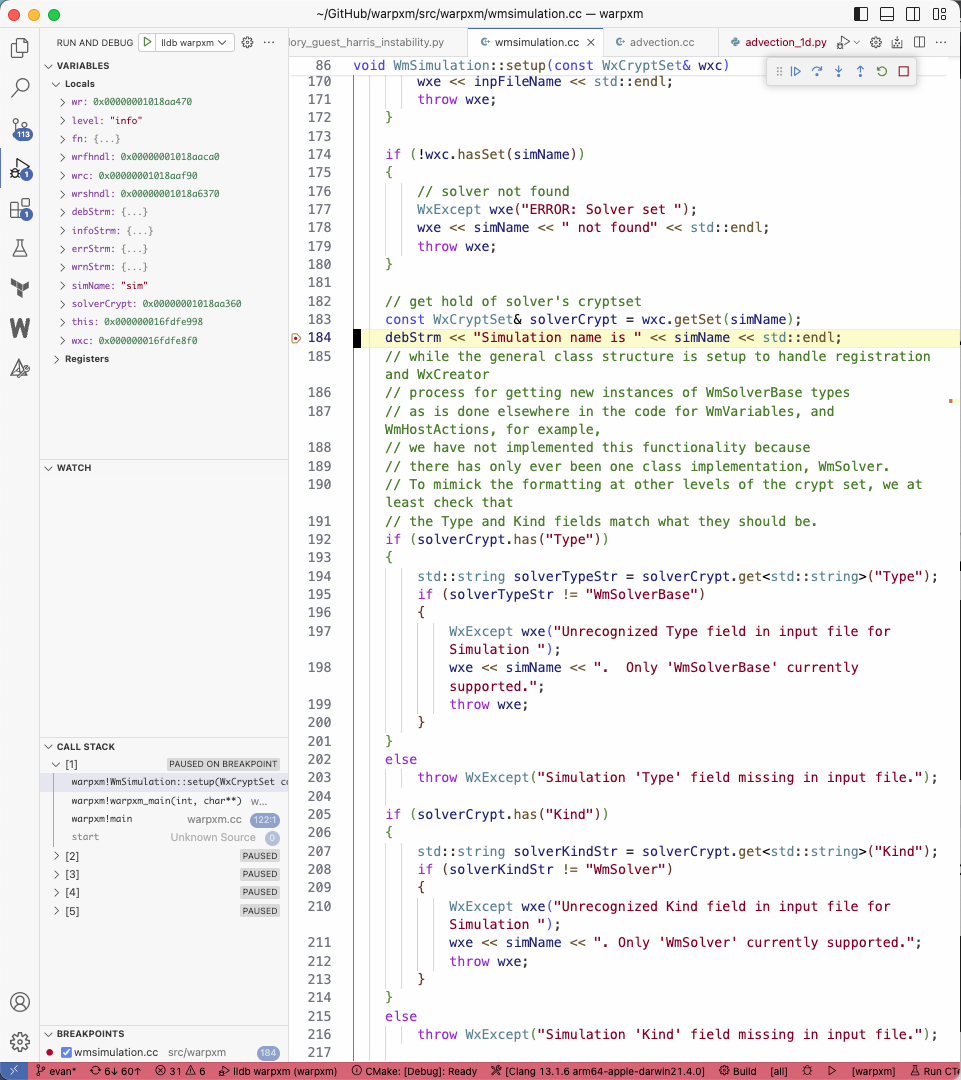 ~/GitHub/warpxm/src/warpxm/wmsimulation.cc — warpxm
RUN AND DEBUG lldb warpxm ...
lory_guest_harris_instability.py
wmsimulation.cc
advection.cc
advection_1d.py
VARIABLES
Locals
wr: 0x00000001018aa470
level: "info"
fn: {...}
wrfhndl: 0x00000001018aaca0
wrc: 0x00000001018aaf90
wrshndl: 0x00000001018a6370
debStrm: {...}
infoStrm: {...}
errStrm: {...}
wrnStrm: {...}
simName: "sim"
solverCrypt: 0x00000001018aa360
this: 0x000000016fdfe998
wxc: 0x000000016fdfe8f0
Registers
113
1
1
WATCH
CALL STACK
[1] PAUSED ON BREAKPOINT
warpxm!WmSimulation::setup(WxCryptSet co
warpxm!warpxm_main(int, char**) w...
warpxm!main warpxm.cc 122:1
start Unknown Source 0
[2] PAUSED
[3] PAUSED
[4] PAUSED
[5] PAUSED
BREAKPOINTS
wmsimulation.cc src/warpxm 184
86 void WmSimulation::setup(const WxCryptSet& wxc)
170 wxe << inpFileName << std::endl;
171 throw wxe;
172 }
173
174 if (!wxc.hasSet(simName))
175 {
176 // solver not found
177 WxExcept wxe("ERROR: Solver set ");
178 wxe << simName << " not found" << std::endl;
179 throw wxe;
180 }
181
182 // get hold of solver's cryptset
183 const WxCryptSet& solverCrypt = wxc.getSet(simName);
184 debStrm << "Simulation name is " << simName << std::endl;
185 // while the general class structure is setup to handle registration
and WxCreator
186 // process for getting new instances of WmSolverBase types
187 // as is done elsewhere in the code for WmVariables, and
WmHostActions, for example,
188 // we have not implemented this functionality because
189 // there has only ever been one class implementation, WmSolver.
190 // To mimick the formatting at other levels of the crypt set, we at
least check that
191 // the Type and Kind fields match what they should be.
192 if (solverCrypt.has("Type"))
193 {
194 std::string solverTypeStr = solverCrypt.get<std::string>("Type");
195 if (solverTypeStr != "WmSolverBase")
196 {
197 WxExcept wxe("Unrecognized Type field in input file for
Simulation ");
198 wxe << simName << ".  Only 'WmSolverBase' currently
supported.";
199 throw wxe;
200 }
201 }
202 else
203 throw WxExcept("Simulation 'Type' field missing in input file.");
204
205 if (solverCrypt.has("Kind"))
206 {
207 std::string solverKindStr = solverCrypt.get<std::string>("Kind");
208 if (solverKindStr != "WmSolver")
209 {
210 WxExcept wxe("Unrecognized Kind field in input file for
Simulation ");
211 wxe << simName << ". Only 'WmSolver' currently supported.";
212 throw wxe;
213 }
214 }
215 else
216 throw WxExcept("Simulation 'Kind' field missing in input file.");
217
evan* 6↓ 60↑ 31 6 lldb warpxm (warpxm) CMake: [Debug]: Ready [Clang 13.1.6 arm64-apple-darwin21.4.0] Build [all] [warpxm] Run CTe